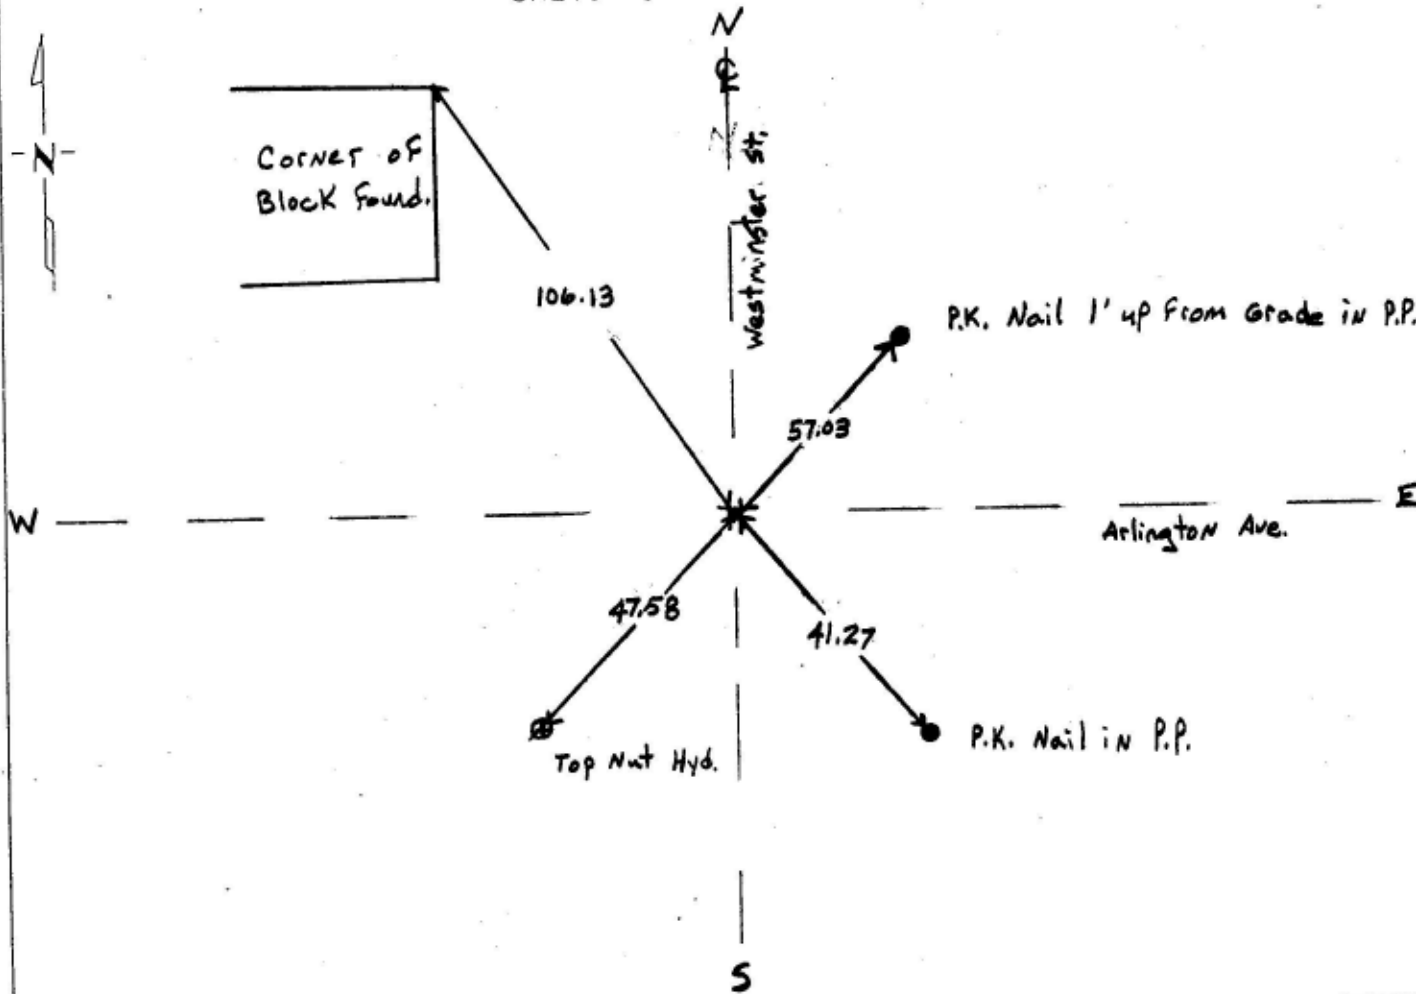 N
N
Corner of
Block Found.
Westminster. St.
106.13
P.K. Nail 1' up From Grade in P.P.
57.03
W
E
Arlington Ave.
47.58
41.27
Top Nut Hyd.
P.K. Nail in P.P.
S